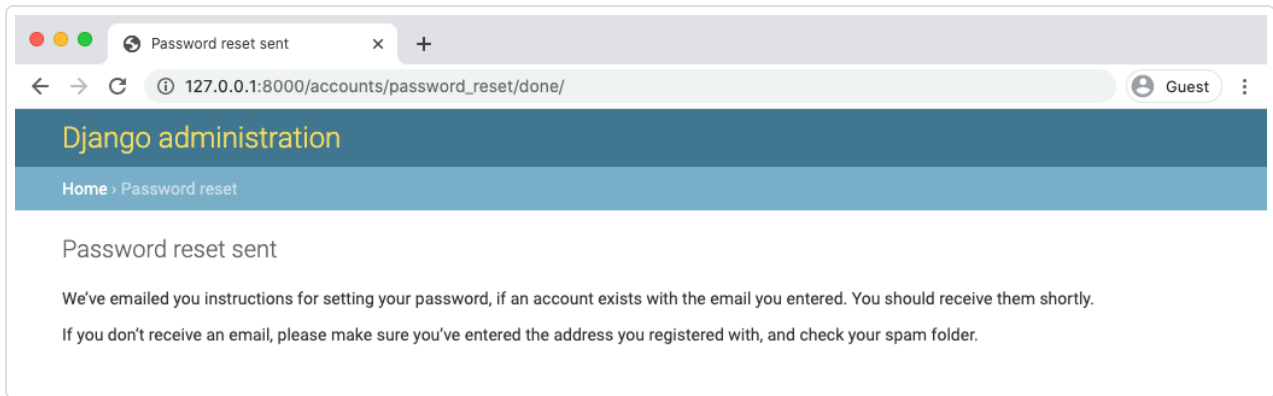 Password reset sent
127.0.0.1:8000/accounts/password_reset/done/
Guest
Django administration
Home › Password reset
Password reset sent
We’ve emailed you instructions for setting your password, if an account exists with the email you entered. You should receive them shortly.
If you don’t receive an email, please make sure you’ve entered the address you registered with, and check your spam folder.